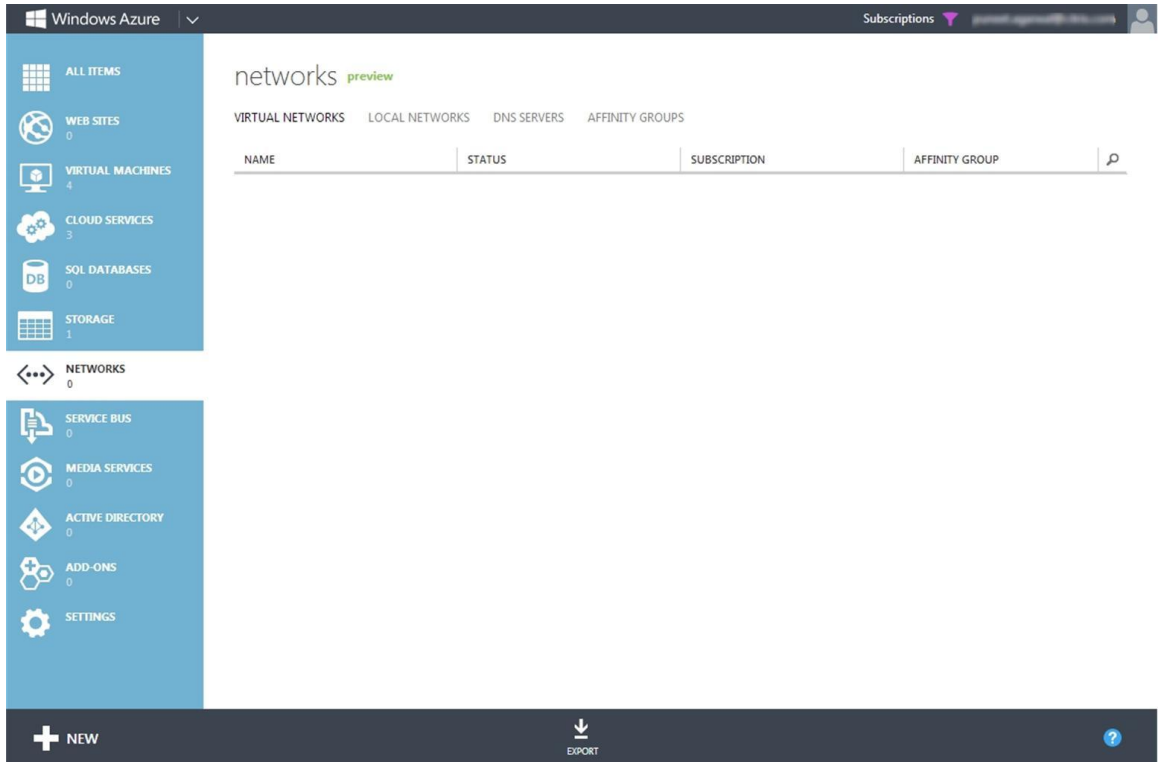 Windows Azure
Subscriptions
ALL ITEMS
WEB SITES
0
VIRTUAL MACHINES
4
CLOUD SERVICES
3
DB
SQL DATABASES
0
STORAGE
1
NETWORKS
0
SERVICE BUS
0
MEDIA SERVICES
0
ACTIVE DIRECTORY
0
ADD-ONS
0
SETTINGS
networks preview
VIRTUAL NETWORKS LOCAL NETWORKS DNS SERVERS AFFINITY GROUPS
NAME STATUS SUBSCRIPTION AFFINITY GROUP
NEW
EXPORT
?